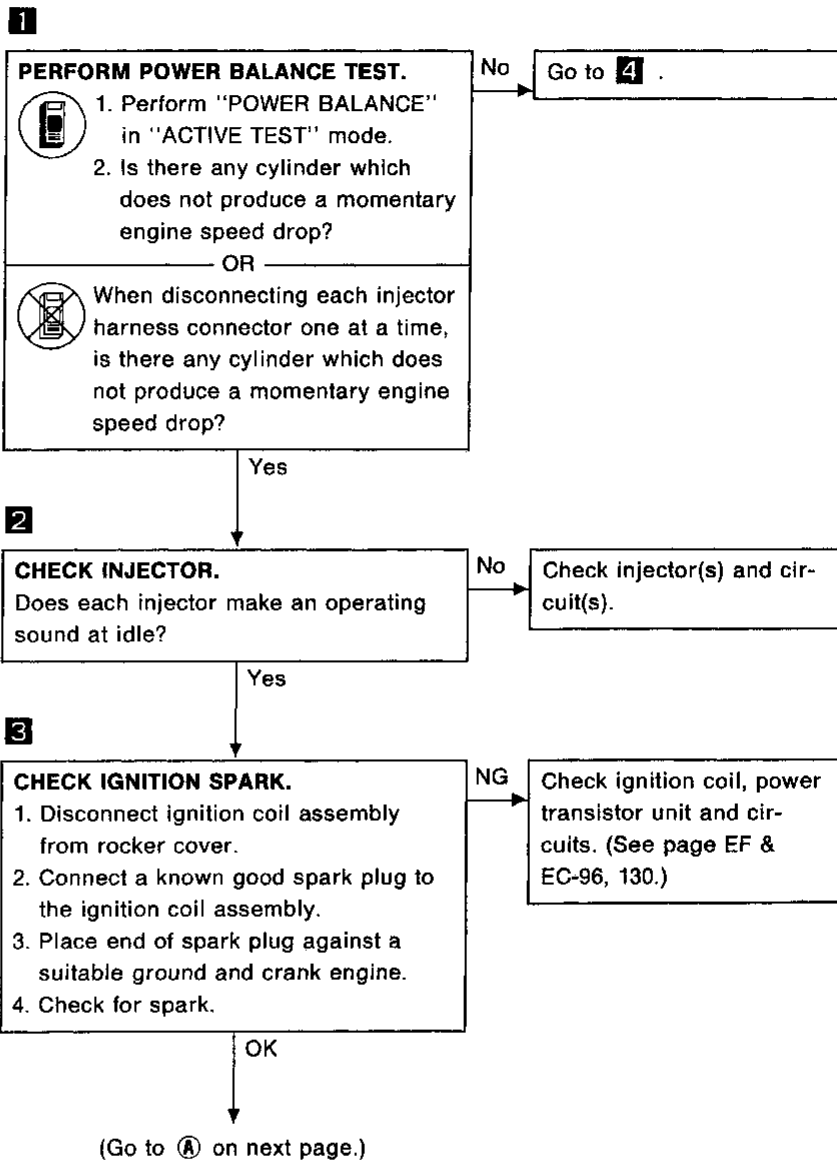 1
PERFORM POWER BALANCE TEST.
1. Perform "POWER BALANCE"
in "ACTIVE TEST" mode.
2. Is there any cylinder which
does not produce a momentary
engine speed drop?
OR
When disconnecting each injector
harness connector one at a time,
is there any cylinder which does
not produce a momentary engine
speed drop?
No
Go to 4 .
Yes
2
CHECK INJECTOR.
Does each injector make an operating
sound at idle?
No
Check injector(s) and cir-
cuit(s).
Yes
3
CHECK IGNITION SPARK.
1. Disconnect ignition coil assembly
from rocker cover.
2. Connect a known good spark plug to
the ignition coil assembly.
3. Place end of spark plug against a
suitable ground and crank engine.
4. Check for spark.
NG
Check ignition coil, power
transistor unit and cir-
cuits. (See page EF &
EC-96, 130.)
OK
(Go to Ⓐ on next page.)